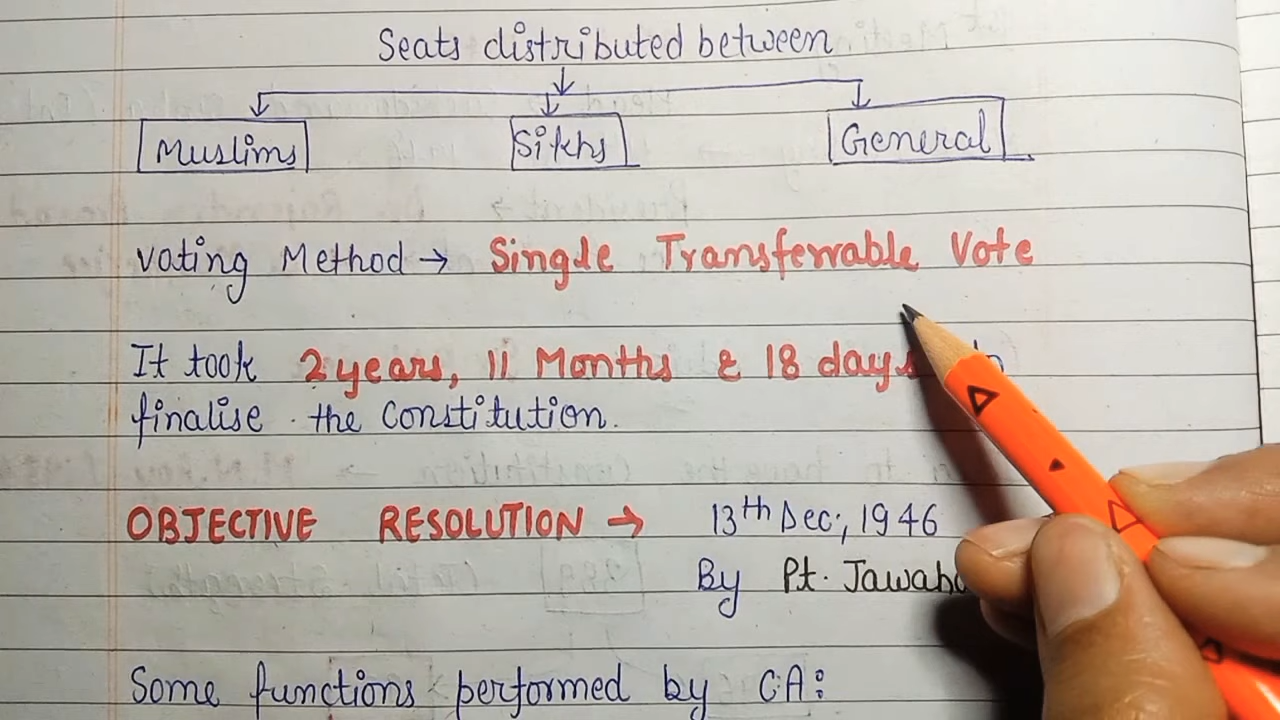 Seats distributed between
Muslims Sikhs General
Voting Method → Single Transferrable Vote
It took 2 years, 11 Months & 18 days
finalise the Constitution.
OBJECTIVE RESOLUTION → 13th Dec., 1946
By Pt. Jawaha
Some functions performed by CA: